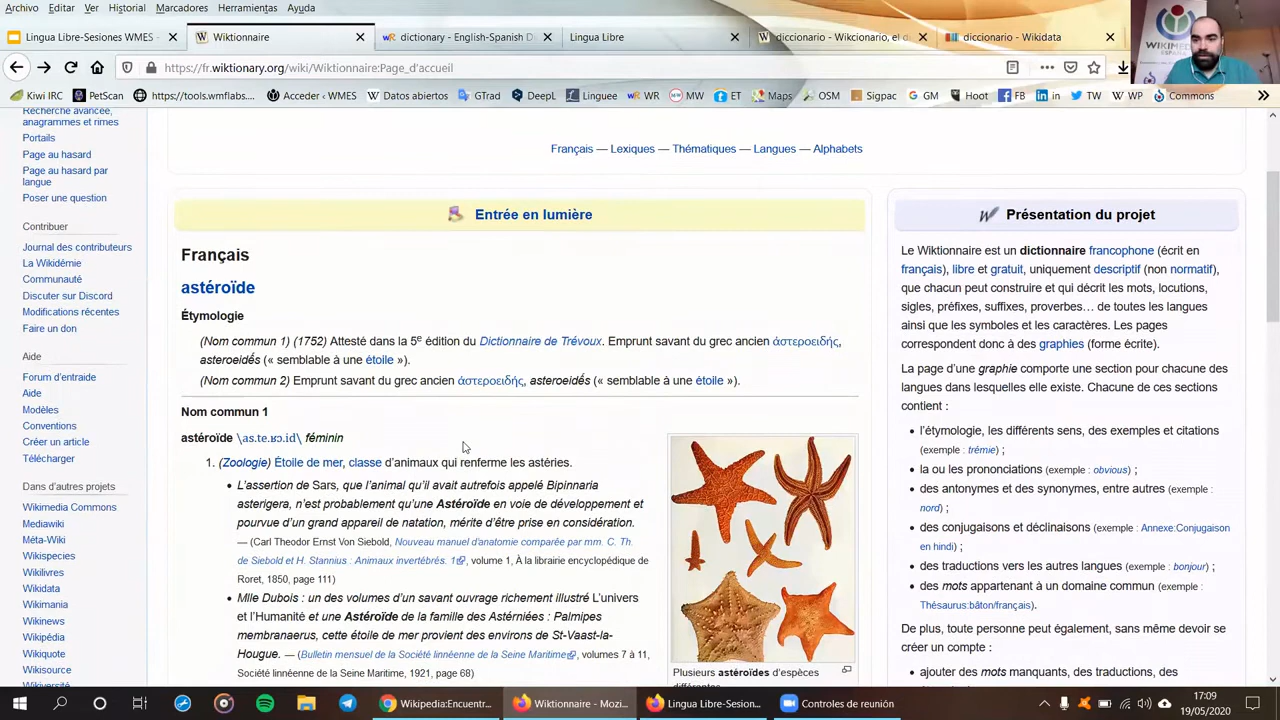 Archivo Editar Ver Historial Marcadores Herramientas Ayuda
Lingua Libre-Sesiones WMES -
Wiktionnaire
dictionary - English-Spanish D
Lingua Libre
diccionario - Wikcionario, el d
diccionario - Wikidata
WIKIMEDIA
https://fr.wiktionary.org/wiki/Wiktionnaire:Page_d'accueil
Kiwi IRC PetScan https://tools.wmflabs.... Acceder ‹ WMES Datos abiertos GTrad DeepL Linguee WR MW ET Maps OSM Sigpac GM Hoot FB in TW WP Commons
Recherche avancée,
anagrammes et rimes
Portails
Page au hasard
Page au hasard par
langue
Poser une question
Contribuer
Journal des contributeurs
La Wikidémie
Communauté
Discuter sur Discord
Modifications récentes
Faire un don
Aide
Forum d'entraide
Aide
Modèles
Conventions
Créer un article
Télécharger
Dans d'autres projets
Wikimedia Commons
Mediawiki
Méta-Wiki
Wikispecies
Wikilivres
Wikidata
Wikimania
Wikinews
Wikipédia
Wikiquote
Wikisource
Wikiversité
Français — Lexiques — Thématiques — Langues — Alphabets
Entrée en lumière
Français
astéroïde
Étymologie
(Nom commun 1) (1752) Attesté dans la 5e édition du Dictionnaire de Trévoux. Emprunt savant du grec ancien ἀστεροειδής,
asteroeidḗs (« semblable à une étoile »).
(Nom commun 2) Emprunt savant du grec ancien ἀστεροειδής, asteroeidḗs (« semblable à une étoile »).
Nom commun 1
astéroïde \as.te.ʁɔ.id\ féminin
1. (Zoologie) Étoile de mer, classe d'animaux qui renferme les astéries.
L'assertion de Sars, que l'animal qu'il avait autrefois appelé Bipinnaria
asterigera, n'est probablement qu'une Astéroïde en voie de développement et
pourvue d'un grand appareil de natation, mérite d'être prise en considération.
— (Carl Theodor Ernst Von Siebold, Nouveau manuel d'anatomie comparée par mm. C. Th.
de Siebold et H. Stannius : Animaux invertébrés. 1, volume 1, À la librairie encyclopédique de
Roret, 1850, page 111)
Mlle Dubois : un des volumes d'un savant ouvrage richement illustré L'univers
et l'Humanité et une Astéroïde de la famille des Astérniées : Palmipes
membranaerus, cette étoile de mer provient des environs de St-Vaast-la-
Hougue. — (Bulletin mensuel de la Société linnéenne de la Seine Maritime, volumes 7 à 11,
Société linnéenne de la Seine Maritime, 1921, page 68)
Plusieurs astéroïdes d'espèces
différentes
Présentation du projet
Le Wiktionnaire est un dictionnaire francophone (écrit en
français), libre et gratuit, uniquement descriptif (non normatif),
que chacun peut construire et qui décrit les mots, locutions,
sigles, préfixes, suffixes, proverbes… de toutes les langues
ainsi que les symboles et les caractères. Les pages
correspondent donc à des graphies (forme écrite).
La page d'une graphie comporte une section pour chacune des
langues dans lesquelles elle existe. Chacune de ces sections
contient :
l'étymologie, les différents sens, des exemples et citations
(exemple : trémie) ;
la ou les prononciations (exemple : obvious) ;
des antonymes et des synonymes, entre autres (exemple :
nord) ;
des conjugaisons et déclinaisons (exemple : Annexe:Conjugaison
en hindi) ;
des traductions vers les autres langues (exemple : bonjour) ;
des mots appartenant à un domaine commun (exemple :
Thésaurus:bâton/français).
De plus, toute personne peut également, sans même devoir se
créer un compte :
ajouter des mots manquants, des traductions, des
Wikipedia:Encuentr... Wiktionnaire - Mozi... Lingua Libre-Sesion... Controles de reunión
17:09
19/05/2020